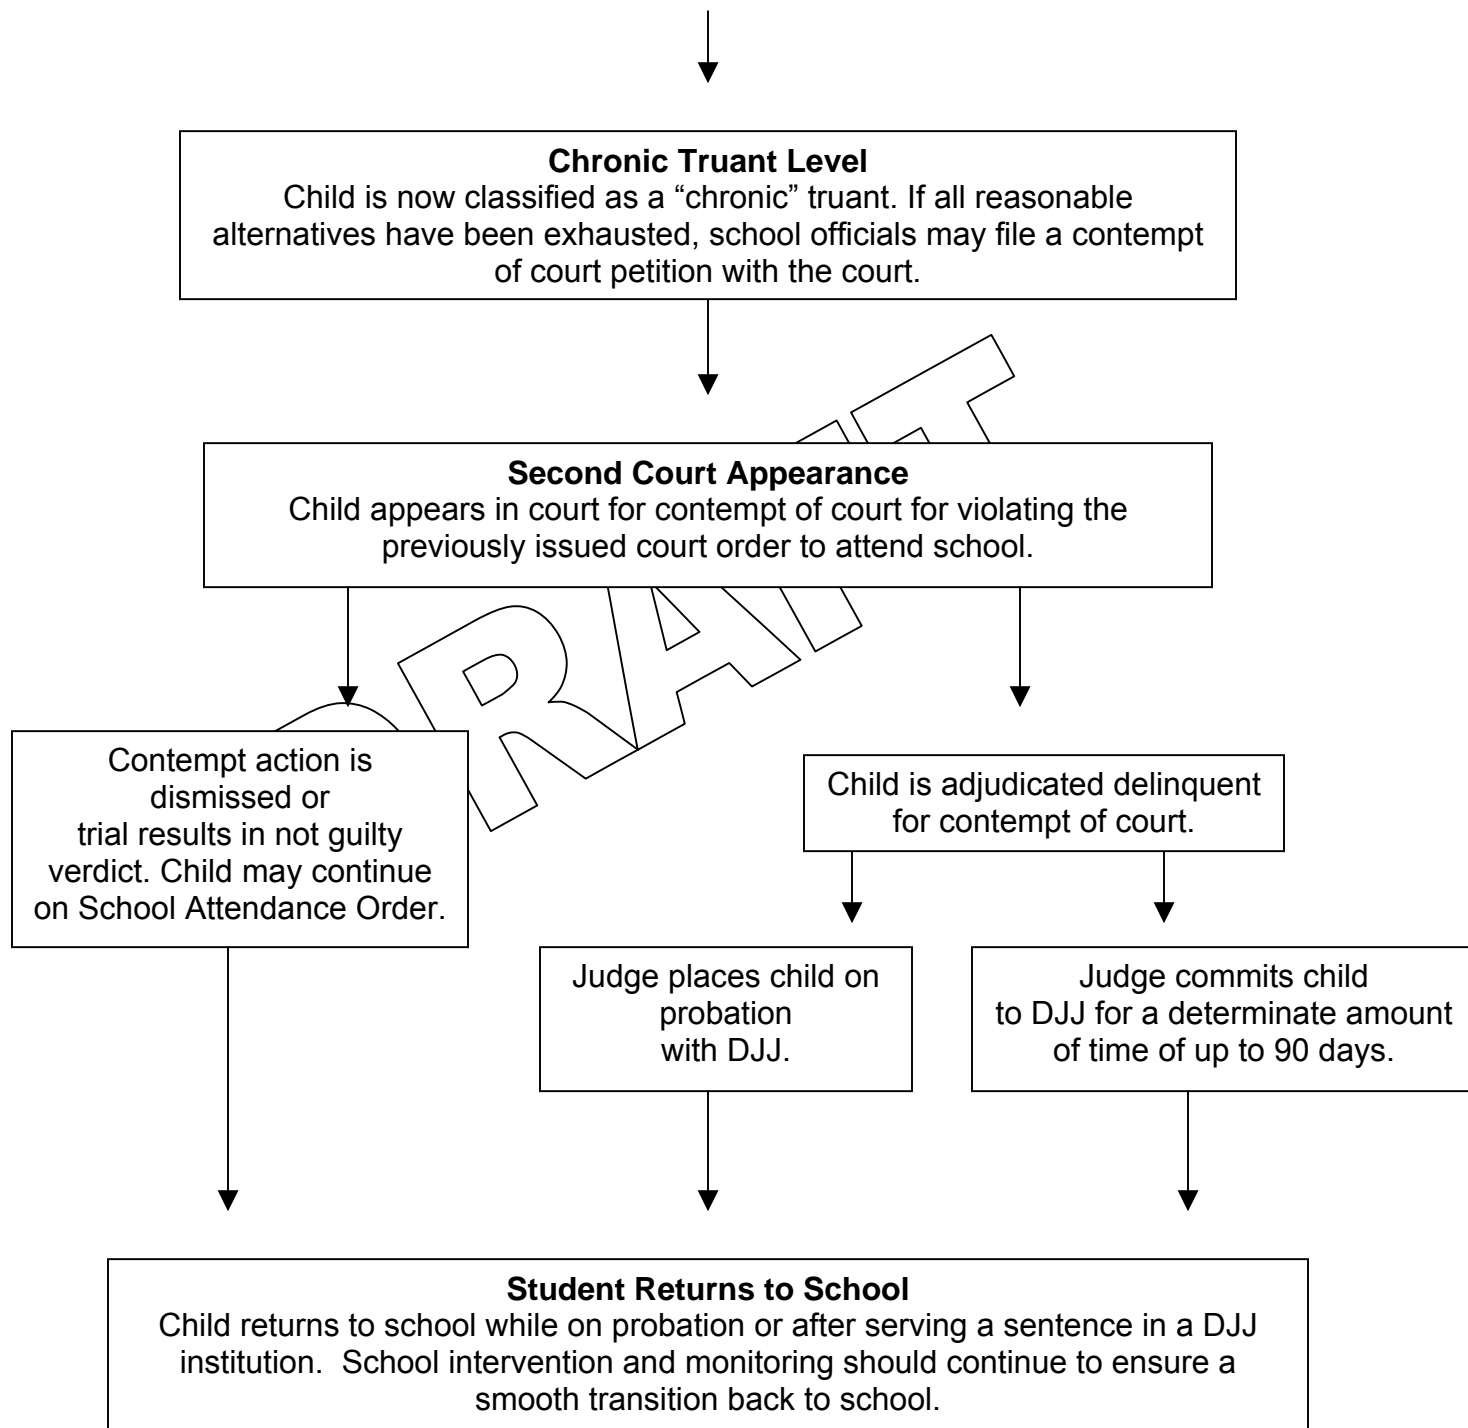 Chronic Truant Level
Child is now classified as a “chronic” truant. If all reasonable
alternatives have been exhausted, school officials may file a contempt
of court petition with the court.
Second Court Appearance
Child appears in court for contempt of court for violating the
previously issued court order to attend school.
DRAFT
Contempt action is
dismissed or
trial results in not guilty
verdict. Child may continue
on School Attendance Order.
Child is adjudicated delinquent
for contempt of court.
Judge places child on
probation
with DJJ.
Judge commits child
to DJJ for a determinate amount
of time of up to 90 days.
Student Returns to School
Child returns to school while on probation or after serving a sentence in a DJJ
institution.  School intervention and monitoring should continue to ensure a
smooth transition back to school.